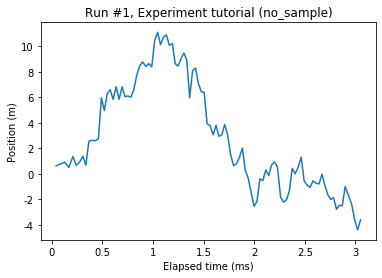 Run #1, Experiment tutorial (no_sample)
Position (m)
10
8
6
4
2
0
-2
-4
0 0.5 1 1.5 2 2.5 3
Elapsed time (ms)